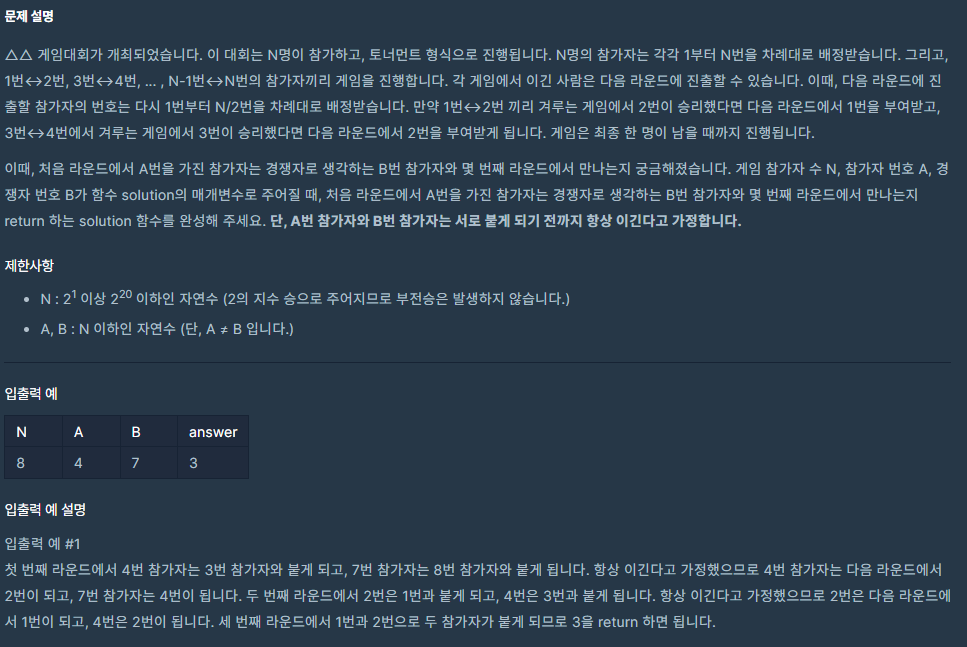 문제 설명
△△ 게임대회가 개최되었습니다. 이 대회는 N명이 참가하고, 토너먼트 형식으로 진행됩니다. N명의 참가자는 각각 1부터 N번을 차례대로 배정받습니다. 그리고,
1번↔2번, 3번↔4번, ... , N-1번↔N번의 참가자끼리 게임을 진행합니다. 각 게임에서 이긴 사람은 다음 라운드에 진출할 수 있습니다. 이때, 다음 라운드에 진
출할 참가자의 번호는 다시 1번부터 N/2번을 차례대로 배정받습니다. 만약 1번↔2번 끼리 겨루는 게임에서 2번이 승리했다면 다음 라운드에서 1번을 부여받고,
3번↔4번에서 겨루는 게임에서 3번이 승리했다면 다음 라운드에서 2번을 부여받게 됩니다. 게임은 최종 한 명이 남을 때까지 진행됩니다.
이때, 처음 라운드에서 A번을 가진 참가자는 경쟁자로 생각하는 B번 참가자와 몇 번째 라운드에서 만나는지 궁금해졌습니다. 게임 참가자 수 N, 참가자 번호 A, 경
쟁자 번호 B가 함수 solution의 매개변수로 주어질 때, 처음 라운드에서 A번을 가진 참가자는 경쟁자로 생각하는 B번 참가자와 몇 번째 라운드에서 만나는지
return 하는 solution 함수를 완성해 주세요. 단, A번 참가자와 B번 참가자는 서로 붙게 되기 전까지 항상 이긴다고 가정합니다.
제한사항
• N : 2¹ 이상 2²⁰ 이하인 자연수 (2의 지수 승으로 주어지므로 부전승은 발생하지 않습니다.)
• A, B : N 이하인 자연수 (단, A ≠ B 입니다.)
입출력 예
N A B answer
8 4 7 3
입출력 예 설명
입출력 예 #1
첫 번째 라운드에서 4번 참가자는 3번 참가자와 붙게 되고, 7번 참가자는 8번 참가자와 붙게 됩니다. 항상 이긴다고 가정했으므로 4번 참가자는 다음 라운드에서
2번이 되고, 7번 참가자는 4번이 됩니다. 두 번째 라운드에서 2번은 1번과 붙게 되고, 4번은 3번과 붙게 됩니다. 항상 이긴다고 가정했으므로 2번은 다음 라운드에
서 1번이 되고, 4번은 2번이 됩니다. 세 번째 라운드에서 1번과 2번으로 두 참가자가 붙게 되므로 3을 return 하면 됩니다.